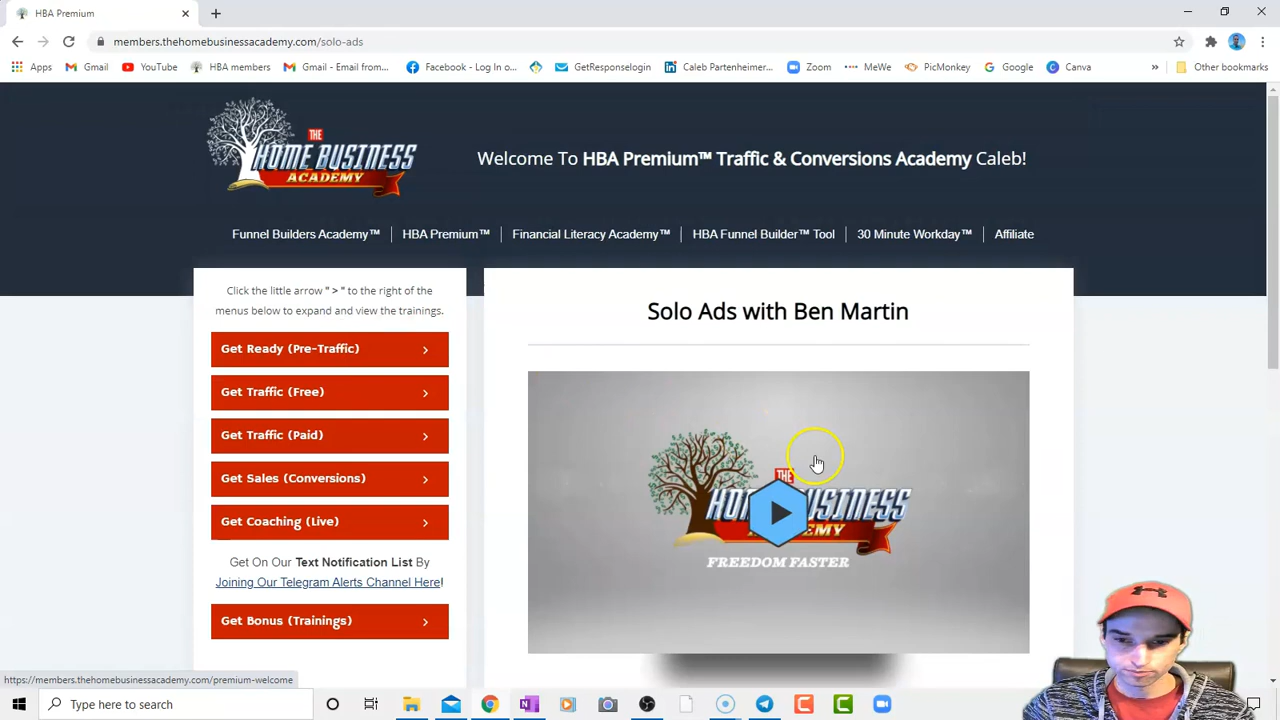 HBA Premium
members.thehomebusinessacademy.com/solo-ads
Apps
Gmail
YouTube
HBA members
Gmail - Email from...
Facebook - Log In o...
GetResponselogin
Caleb Partenheimer...
Zoom
MeWe
PicMonkey
Google
Canva
»
Other bookmarks
THE
HOME BUSINESS
ACADEMY
Welcome To HBA Premium™ Traffic & Conversions Academy Caleb!
Funnel Builders Academy™
HBA Premium™
Financial Literacy Academy™
HBA Funnel Builder™ Tool
30 Minute Workday™
Affiliate
Click the little arrow " > " to the right of the
menus below to expand and view the trainings.
Get Ready (Pre-Traffic)
Get Traffic (Free)
Get Traffic (Paid)
Get Sales (Conversions)
Get Coaching (Live)
Get On Our Text Notification List By
Joining Our Telegram Alerts Channel Here!
Get Bonus (Trainings)
Solo Ads with Ben Martin
THE
HOME BUSINESS
ACADEMY
FREEDOM FASTER
https://members.thehomebusinessacademy.com/premium-welcome
Type here to search